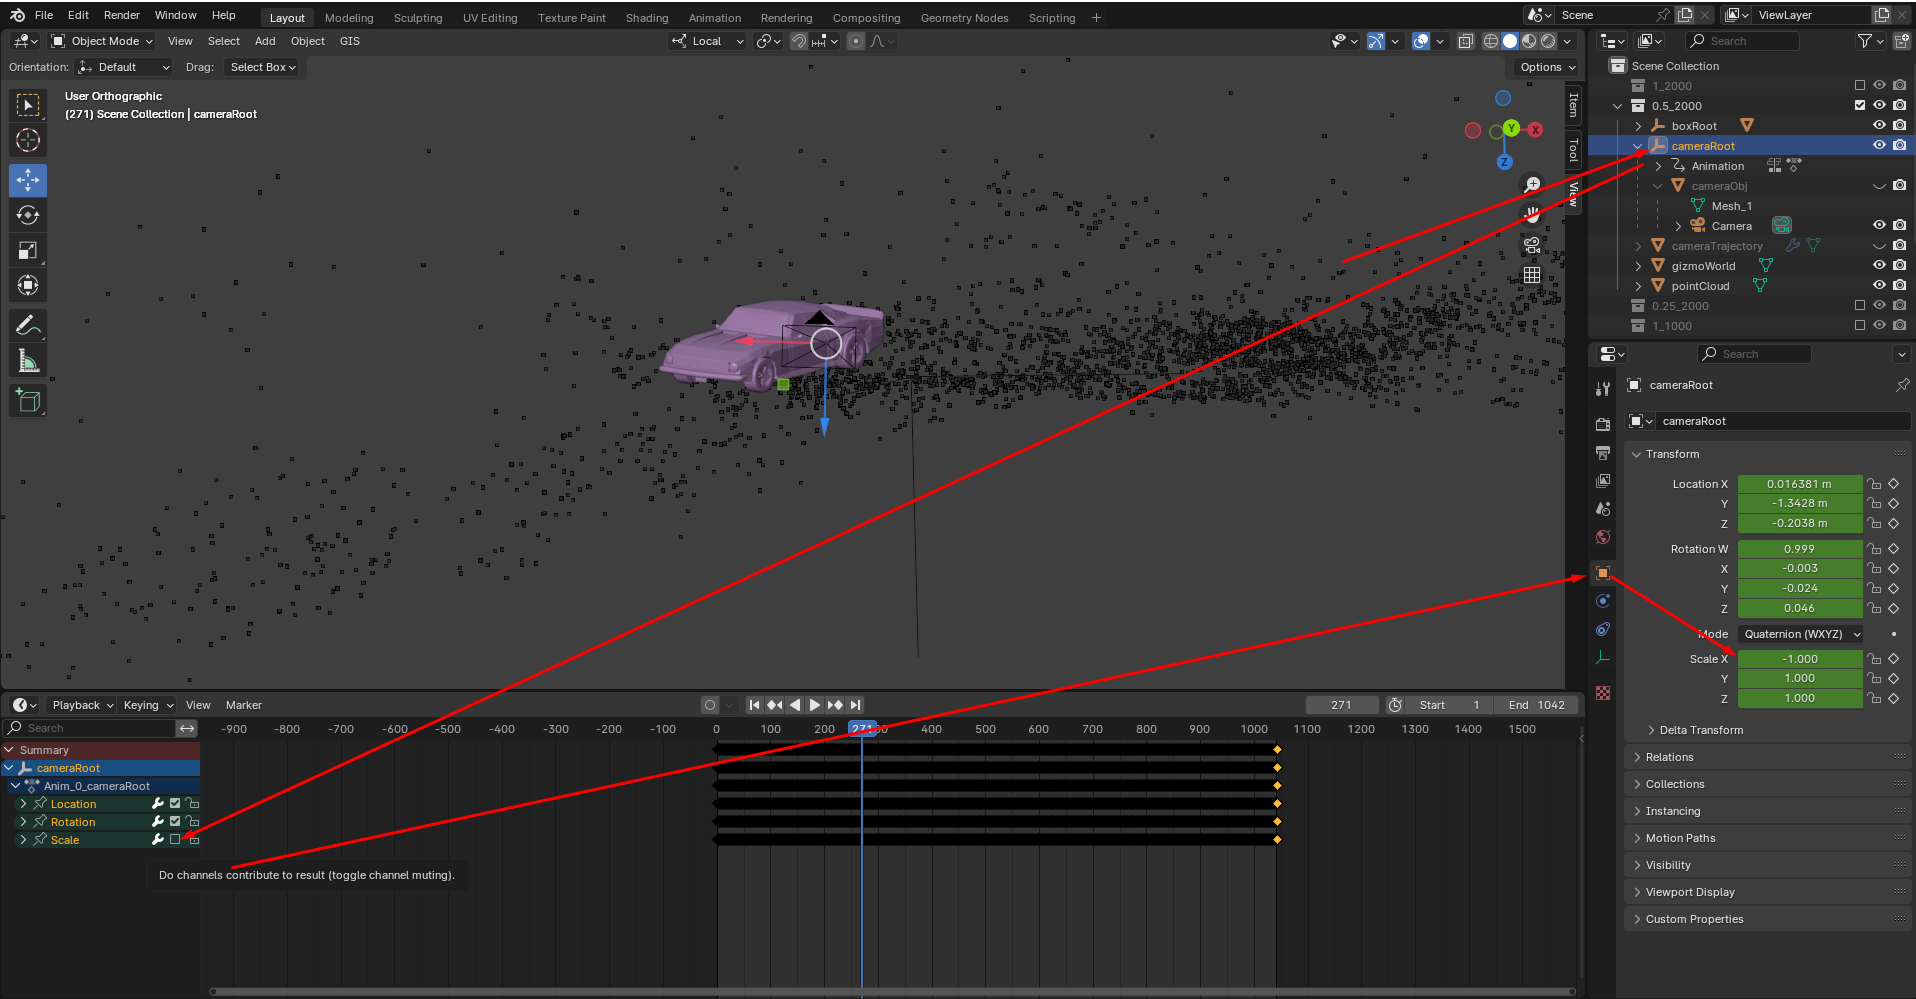 File Edit Render Window Help Layout Modeling Sculpting UV Editing Texture Paint Shading Animation Rendering Compositing Geometry Nodes Scripting + Scene ViewLayer
Object Mode View Select Add Object GIS Local Search
Orientation: Default Drag: Select Box Options
User Orthographic
(271) Scene Collection | cameraRoot
Item
Tool
View
Y X
Z
Scene Collection
1_2000
0.5_2000
boxRoot
cameraRoot
Animation
cameraObj
Mesh_1
Camera
cameraTrajectory
gizmoWorld
pointCloud
0.25_2000
1_1000
Search
cameraRoot
cameraRoot
Transform
Location X 0.016381 m
Y -1.3428 m
Z -0.2038 m
Rotation W 0.999
X -0.003
Y -0.024
Z 0.046
Mode Quaternion (WXYZ)
Scale X -1.000
Y 1.000
Z 1.000
Delta Transform
Relations
Collections
Instancing
Motion Paths
Visibility
Viewport Display
Custom Properties
Playback Keying View Marker 271 Start 1 End 1042
Search -900 -800 -700 -600 -500 -400 -300 -200 -100 0 100 200 271 400 500 600 700 800 900 1000 1100 1200 1300 1400 1500
Summary
cameraRoot
Anim_0_cameraRoot
Location
Rotation
Scale
Do channels contribute to result (toggle channel muting).